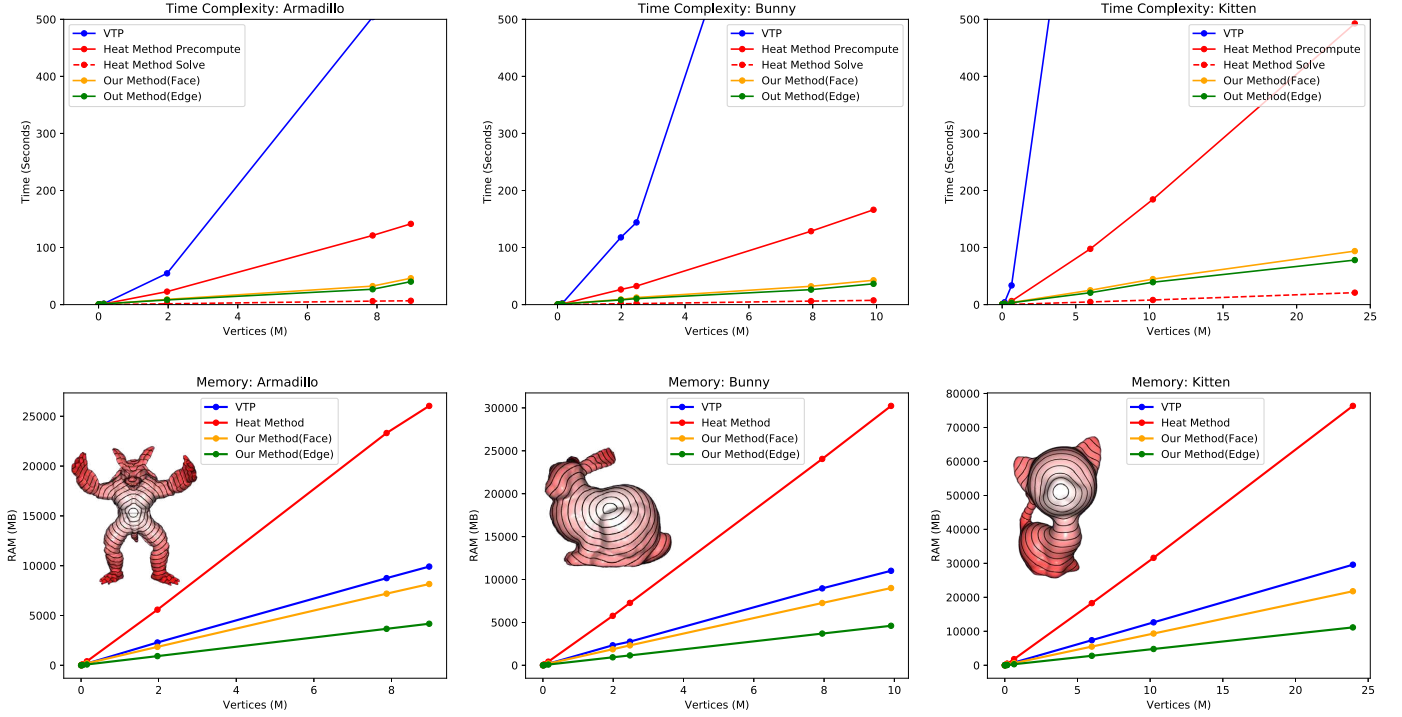 Time Complexity: Armadillo
500
400
300
200
100
0
Time (Seconds)
VTP
Heat Method Precompute
Heat Method Solve
Our Method(Face)
Out Method(Edge)
0 2 4 6 8
Vertices (M)
Time Complexity: Bunny
500
400
300
200
100
0
Time (Seconds)
VTP
Heat Method Precompute
Heat Method Solve
Our Method(Face)
Out Method(Edge)
0 2 4 6 8 10
Vertices (M)
Time Complexity: Kitten
500
400
300
200
100
0
Time (Seconds)
VTP
Heat Method Precompute
Heat Method Solve
Our Method(Face)
Out Method(Edge)
0 5 10 15 20 25
Vertices (M)
Memory: Armadillo
25000
20000
15000
10000
5000
0
RAM (MB)
VTP
Heat Method
Our Method(Face)
Our Method(Edge)
0 2 4 6 8
Vertices (M)
Memory: Bunny
30000
25000
20000
15000
10000
5000
0
RAM (MB)
VTP
Heat Method
Our Method(Face)
Our Method(Edge)
0 2 4 6 8 10
Vertices (M)
Memory: Kitten
80000
70000
60000
50000
40000
30000
20000
10000
0
RAM (MB)
VTP
Heat Method
Our Method(Face)
Our Method(Edge)
0 5 10 15 20 25
Vertices (M)